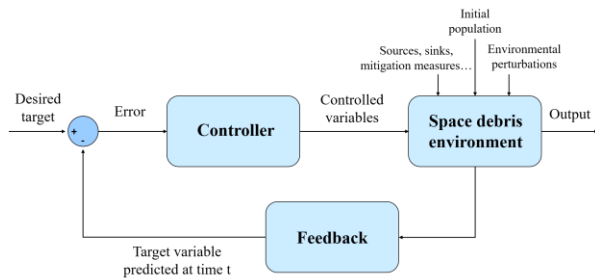 Initial
population
Sources, sinks,
mitigation measures…
Environmental
perturbations
Desired
target
Error
Controlled
variables
Output
+
-
Controller
Space debris
environment
Feedback
Target variable
predicted at time t